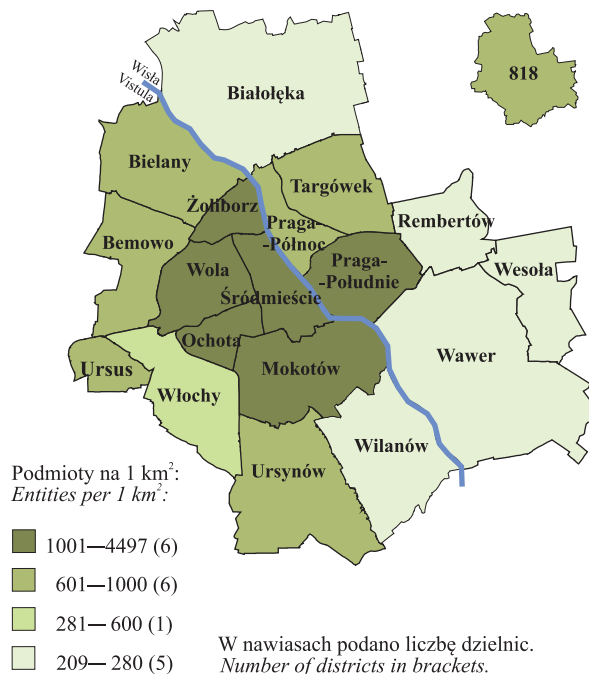 Wisła
Vistula
Białołęka
818
Bielany
Targówek
Żoliborz
Rembertów
Praga-
-Północ
Bemowo
Praga-
-Południe
Wola
Wesoła
Śródmieście
Ochota
Wawer
Ursus
Mokotów
Włochy
Wilanów
Ursynów
Podmioty na 1 km²:
Entities per 1 km²:
1001—4497 (6)
601—1000 (6)
281—600 (1)
209—280 (5)
W nawiasach podano liczbę dzielnic.
Number of districts in brackets.